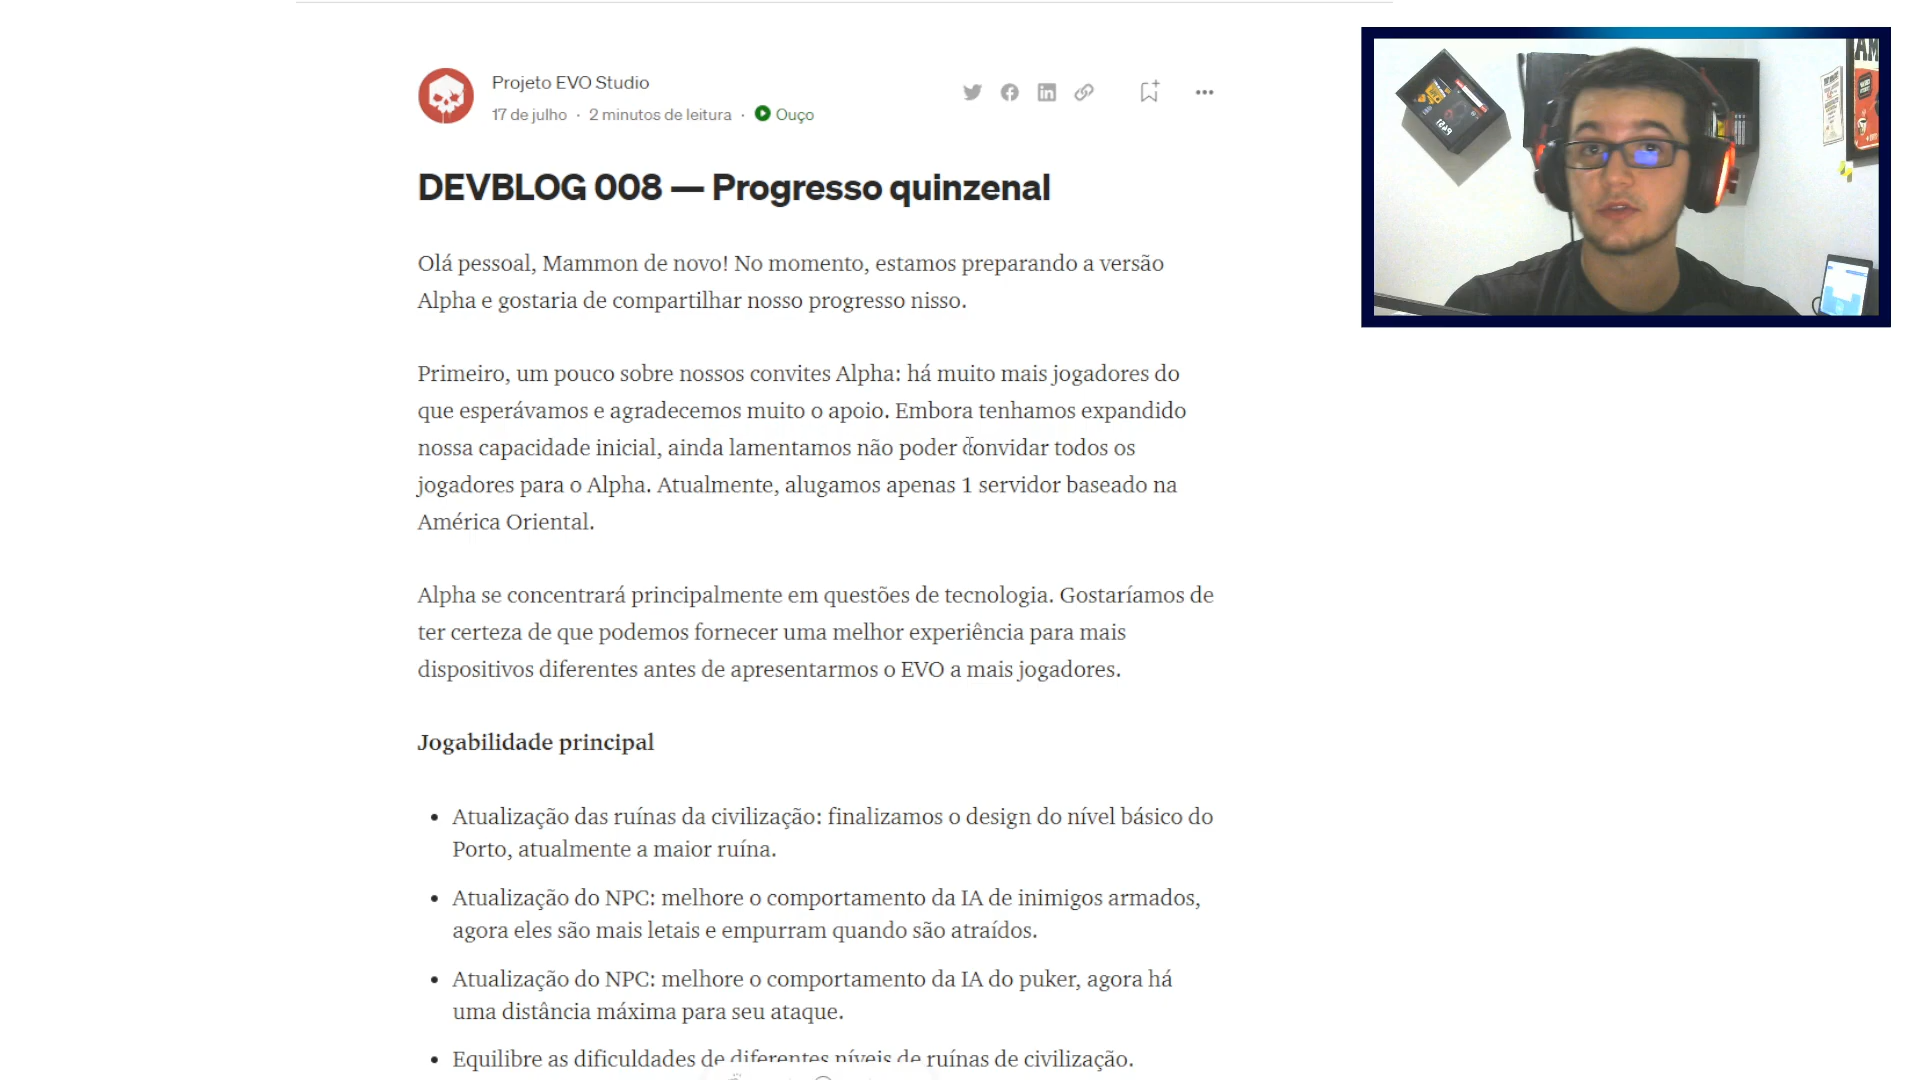 Projeto EVO Studio
17 de julho · 2 minutos de leitura · Ouço
DEVBLOG 008 — Progresso quinzenal
Olá pessoal, Mammon de novo! No momento, estamos preparando a versão
Alpha e gostaria de compartilhar nosso progresso nisso.
Primeiro, um pouco sobre nossos convites Alpha: há muito mais jogadores do
que esperávamos e agradecemos muito o apoio. Embora tenhamos expandido
nossa capacidade inicial, ainda lamentamos não poder convidar todos os
jogadores para o Alpha. Atualmente, alugamos apenas 1 servidor baseado na
América Oriental.
Alpha se concentrará principalmente em questões de tecnologia. Gostaríamos de
ter certeza de que podemos fornecer uma melhor experiência para mais
dispositivos diferentes antes de apresentarmos o EVO a mais jogadores.
Jogabilidade principal
• Atualização das ruínas da civilização: finalizamos o design do nível básico do
Porto, atualmente a maior ruína.
• Atualização do NPC: melhore o comportamento da IA de inimigos armados,
agora eles são mais letais e empurram quando são atraídos.
• Atualização do NPC: melhore o comportamento da IA do puker, agora há
uma distância máxima para seu ataque.
• Equilibre as dificuldades de diferentes níveis de ruínas de civilização.